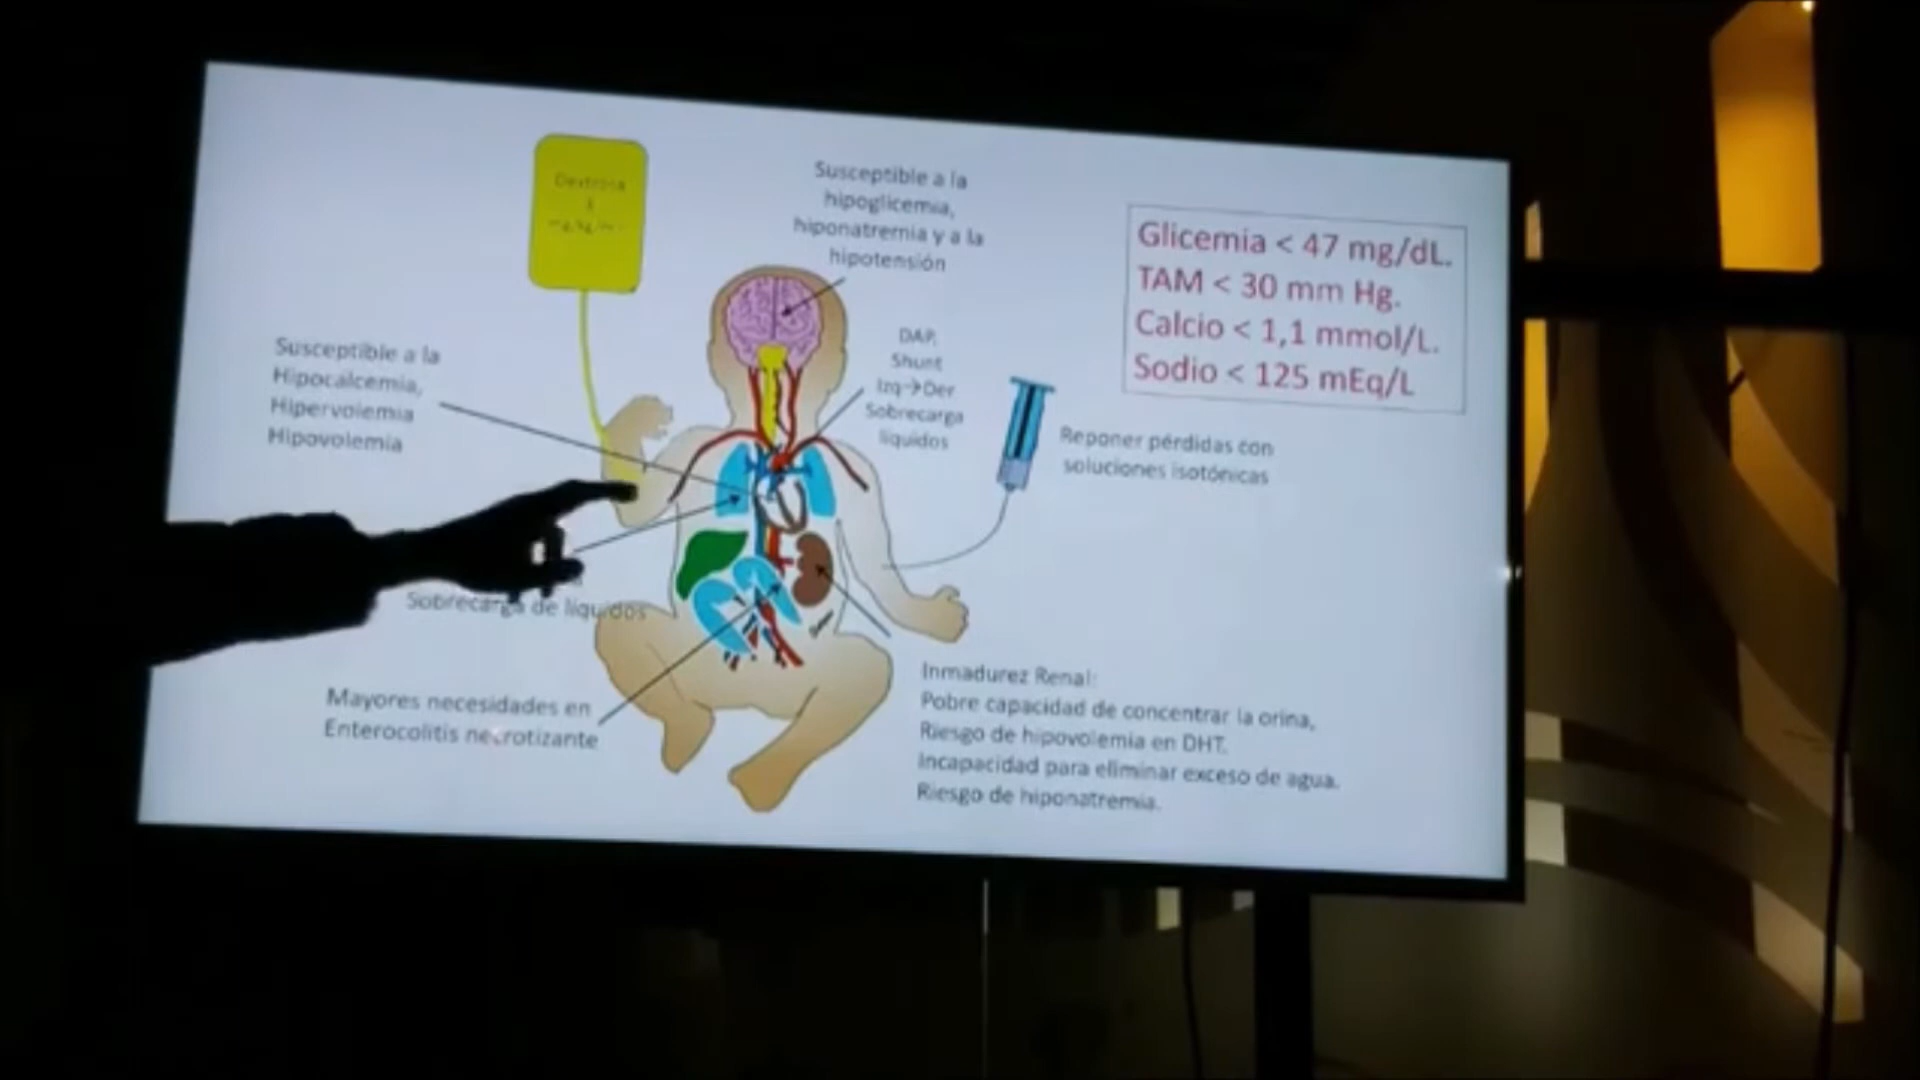 Dextrosa
Susceptible a la
hipoglicemia,
hiponatremia y a la
hipotensión
Glicemia < 47 mg/dL.
TAM < 30 mm Hg.
Calcio < 1,1 mmol/L.
Sodio < 125 mEq/L
Susceptible a la
Hipocalcemia,
Hipervolemia
Hipovolemia
DAP.
Shunt
Izq→Der
Sobrecarga
líquidos
Reponer pérdidas con
soluciones isotónicas
Sobrecarga de líquidos
Mayores necesidades en
Enterocolitis necrotizante
Inmadurez Renal:
Pobre capacidad de concentrar la orina,
Riesgo de hipovolemia en DHT.
Incapacidad para eliminar exceso de agua.
Riesgo de hiponatremia.